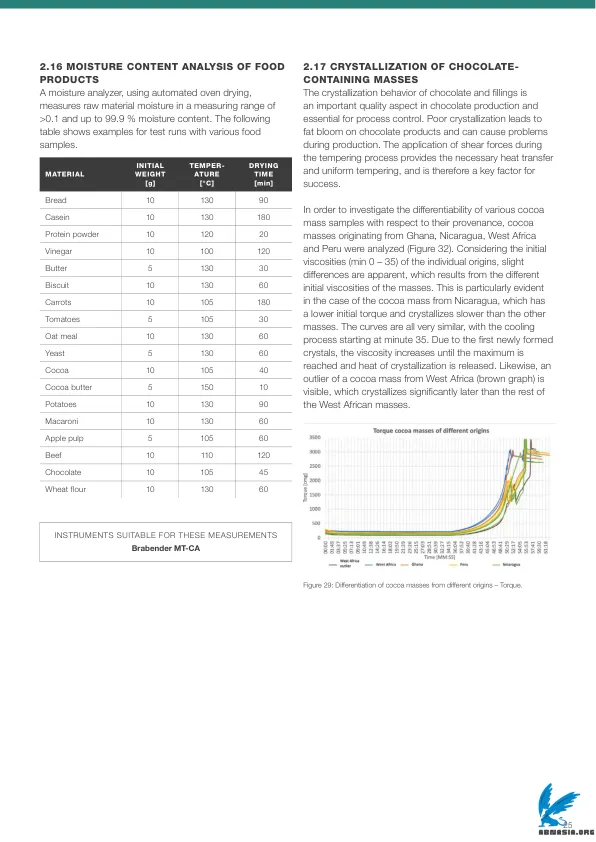 2.16 MOISTURE CONTENT ANALYSIS OF FOOD
PRODUCTS
A moisture analyzer, using automated oven drying,
measures raw material moisture in a measuring range of
>0.1 and up to 99.9 % moisture content. The following
table shows examples for test runs with various food
samples.
MATERIAL INITIAL WEIGHT [g] TEMPER-ATURE [°C] DRYING TIME [min]
Bread 10 130 90
Casein 10 130 180
Protein powder 10 120 20
Vinegar 10 100 120
Butter 5 130 30
Biscuit 10 130 60
Carrots 10 105 180
Tomatoes 5 105 30
Oat meal 10 130 60
Yeast 5 130 60
Cocoa 10 105 40
Cocoa butter 5 150 10
Potatoes 10 130 90
Macaroni 10 130 60
Apple pulp 5 105 60
Beef 10 110 120
Chocolate 10 105 45
Wheat flour 10 130 60
INSTRUMENTS SUITABLE FOR THESE MEASUREMENTS
Brabender MT-CA
2.17 CRYSTALLIZATION OF CHOCOLATE-
CONTAINING MASSES
The crystallization behavior of chocolate and fillings is
an important quality aspect in chocolate production and
essential for process control. Poor crystallization leads to
fat bloom on chocolate products and can cause problems
during production. The application of shear forces during
the tempering process provides the necessary heat transfer
and uniform tempering, and is therefore a key factor for
success.
In order to investigate the differentiability of various cocoa
mass samples with respect to their provenance, cocoa
masses originating from Ghana, Nicaragua, West Africa
and Peru were analyzed (Figure 32). Considering the initial
viscosities (min 0 – 35) of the individual origins, slight
differences are apparent, which results from the different
initial viscosities of the masses. This is particularly evident
in the case of the cocoa mass from Nicaragua, which has
a lower initial torque and crystallizes slower than the other
masses. The curves are all very similar, with the cooling
process starting at minute 35. Due to the first newly formed
crystals, the viscosity increases until the maximum is
reached and heat of crystallization is released. Likewise, an
outlier of a cocoa mass from West Africa (brown graph) is
visible, which crystallizes significantly later than the rest of
the West African masses.
Torque cocoa masses of different origins
Torque [cmg]
3500
3000
2500
2000
1500
1000
500
0
Time [MM:SS]
West Africa outlier West Africa Ghana Peru Nicaragua
Figure 29: Differentiation of cocoa masses from different origins – Torque.
25
ABNASIA.ORG